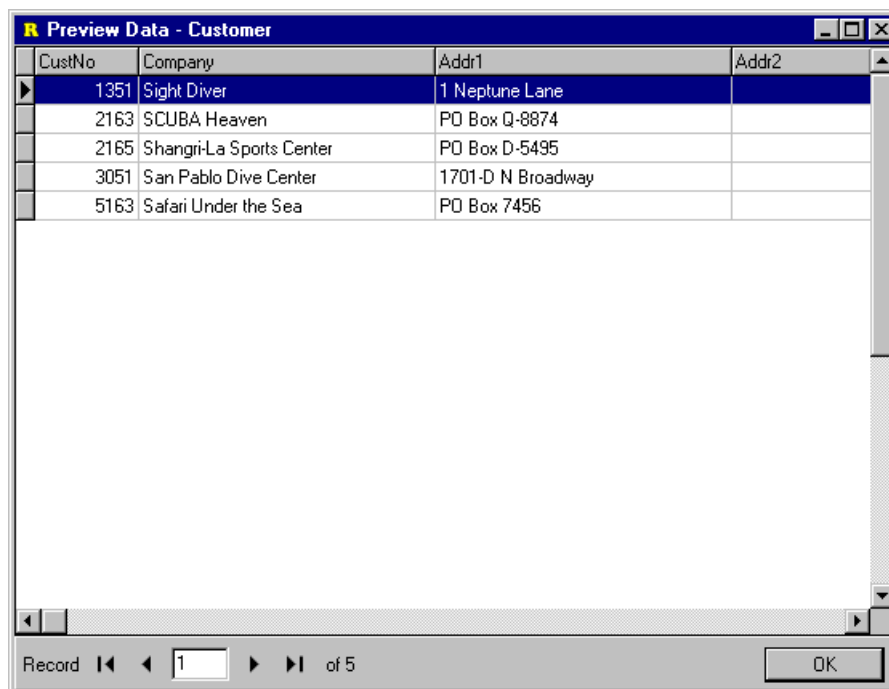 R Preview Data - Customer
CustNo Company Addr1 Addr2
1351 Sight Diver 1 Neptune Lane
2163 SCUBA Heaven PO Box Q-8874
2165 Shangri-La Sports Center PO Box D-5495
3051 San Pablo Dive Center 1701-D N Broadway
5163 Safari Under the Sea PO Box 7456
Record 1 of 5 OK